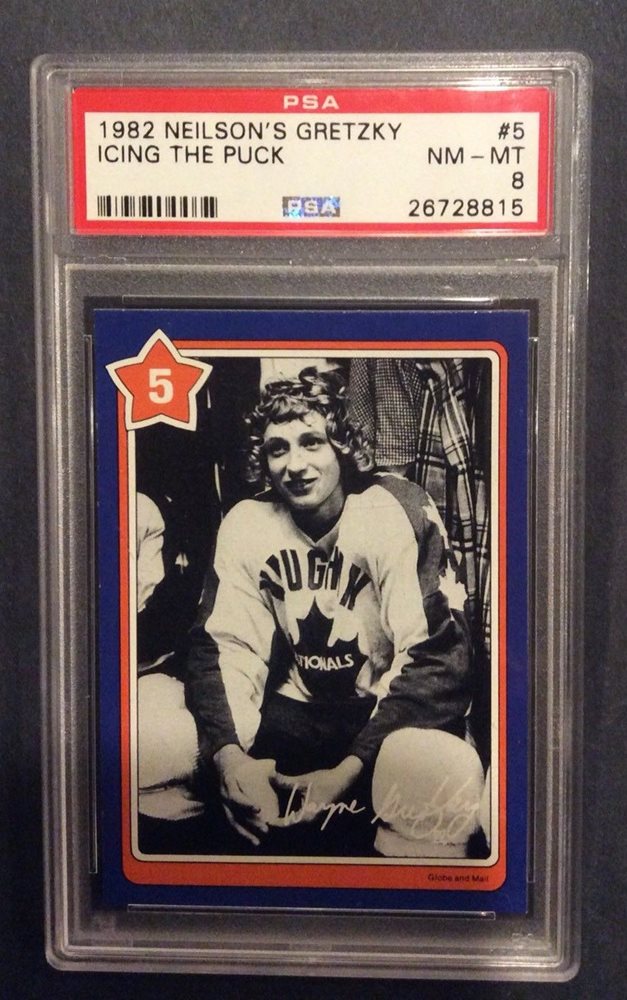 PSA
1982 NEILSON'S GRETZKY #5
ICING THE PUCK NM – MT
8
PSA 26728815
5
Wayne Gretzky
Globe and Mail